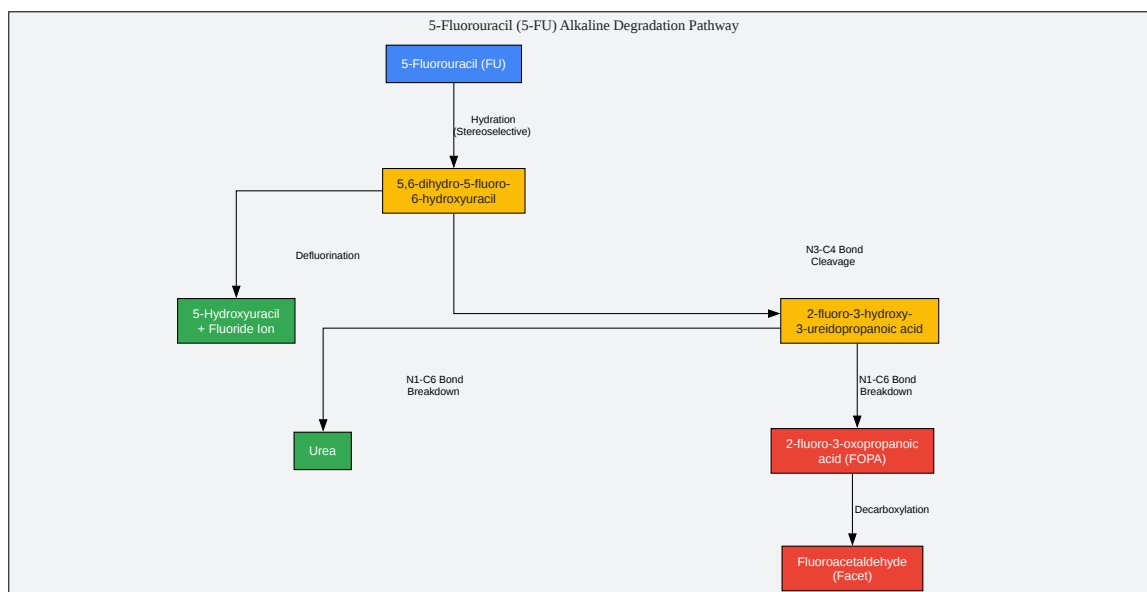 5-Fluorouracil (5-FU) Alkaline Degradation Pathway
5-Fluorouracil (FU)
Hydration
(Stereoselective)
5,6-dihydro-5-fluoro-
6-hydroxyuracil
Defluorination
N3-C4 Bond
Cleavage
5-Hydroxyuracil
+ Fluoride Ion
2-fluoro-3-hydroxy-
3-ureidopropanoic acid
N1-C6 Bond
Breakdown
N1-C6 Bond
Breakdown
Urea
2-fluoro-3-oxopropanoic
acid (FOPA)
Decarboxylation
Fluoroacetaldehyde
(Facet)